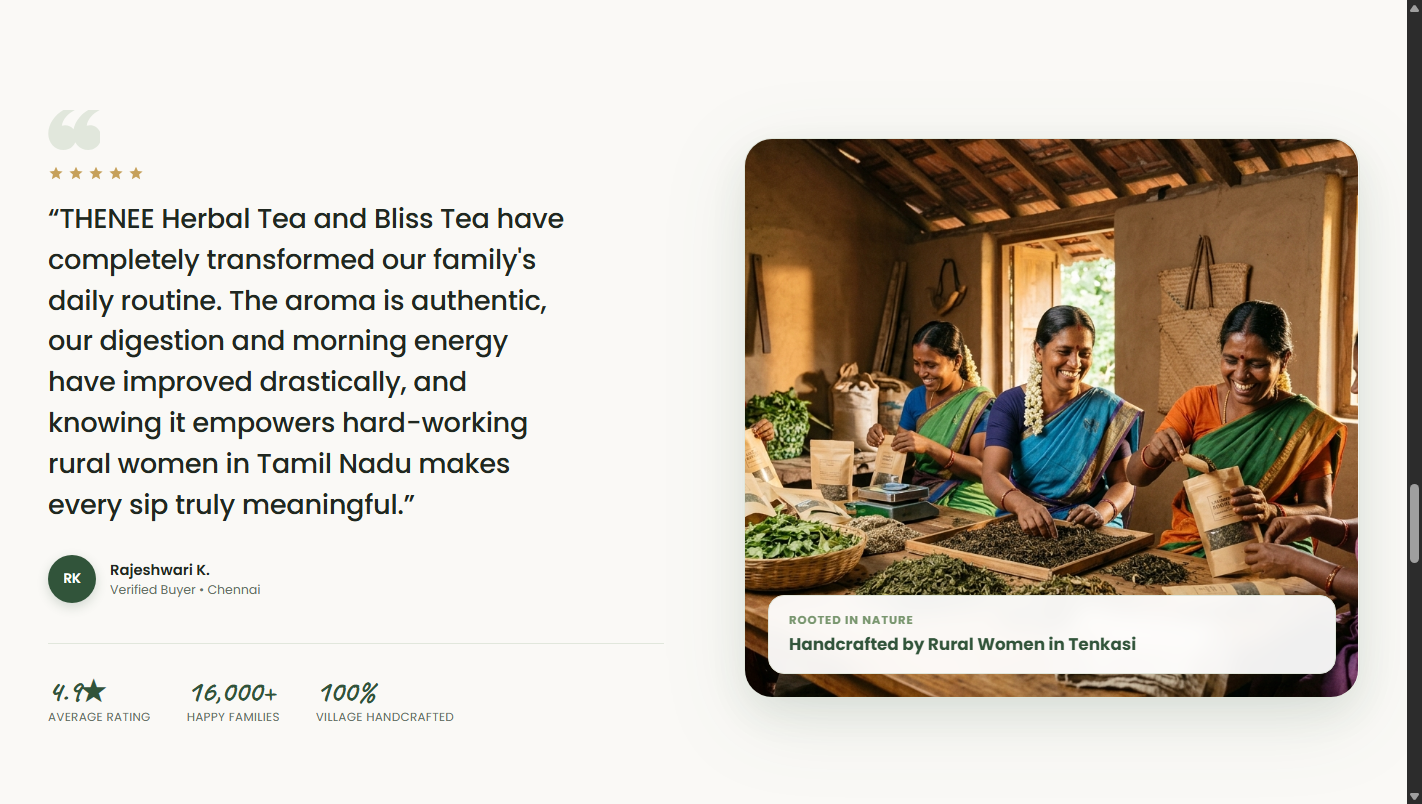 “THENEE Herbal Tea and Bliss Tea have
completely transformed our family's
daily routine. The aroma is authentic,
our digestion and morning energy
have improved drastically, and
knowing it empowers hard-working
rural women in Tamil Nadu makes
every sip truly meaningful.”
RK
Rajeshwari K.
Verified Buyer • Chennai
4.9★
AVERAGE RATING
16,000+
HAPPY FAMILIES
100%
VILLAGE HANDCRAFTED
ROOTED IN NATURE
Handcrafted by Rural Women in Tenkasi